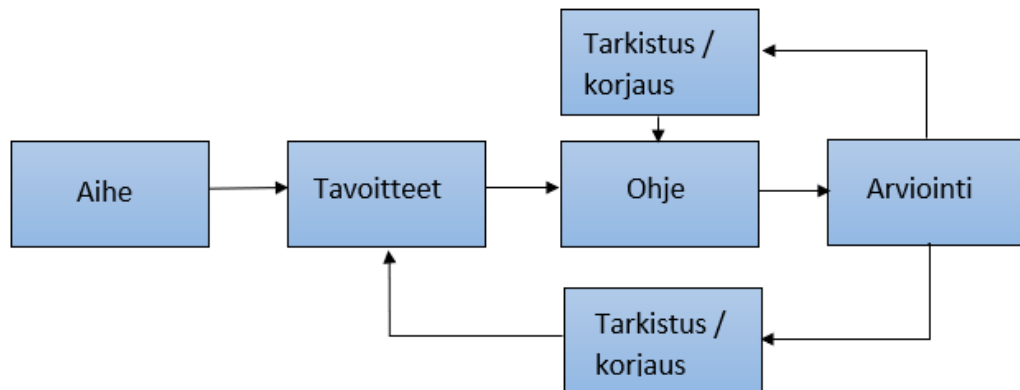 Tarkistus /
korjaus
Aihe
Tavoitteet
Ohje
Arviointi
Tarkistus /
korjaus